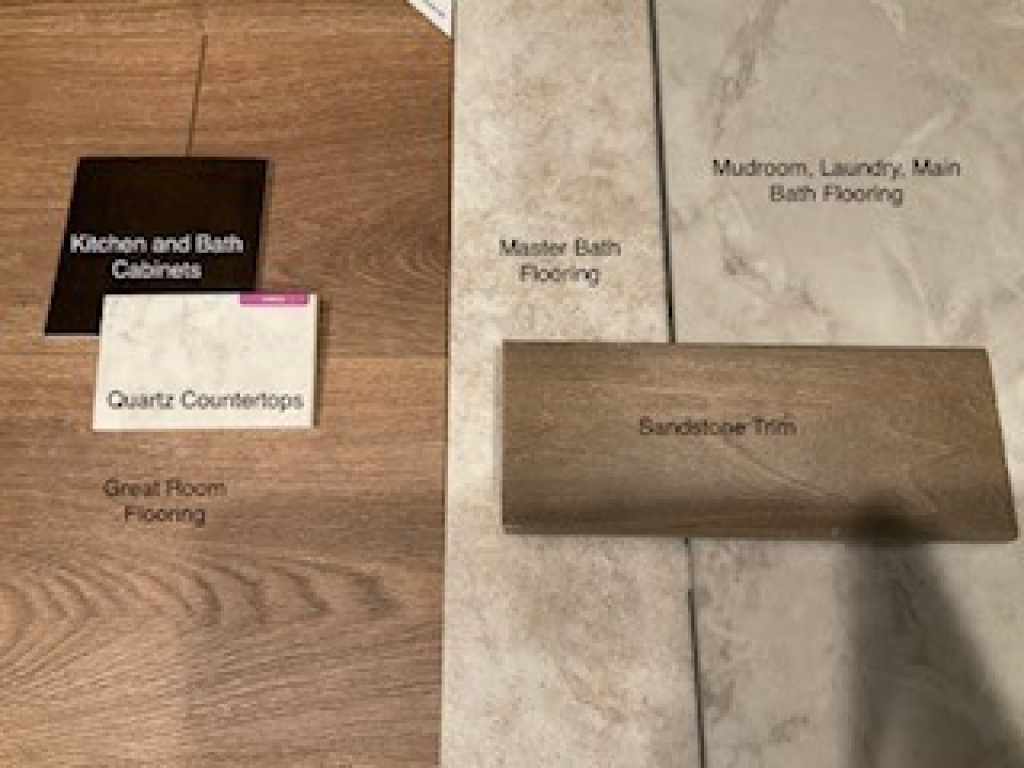 Kitchen and Bath
Cabinets
Quartz Countertops
Great Room
Flooring
Master Bath
Flooring
Mudroom, Laundry, Main
Bath Flooring
Sandstone Trim